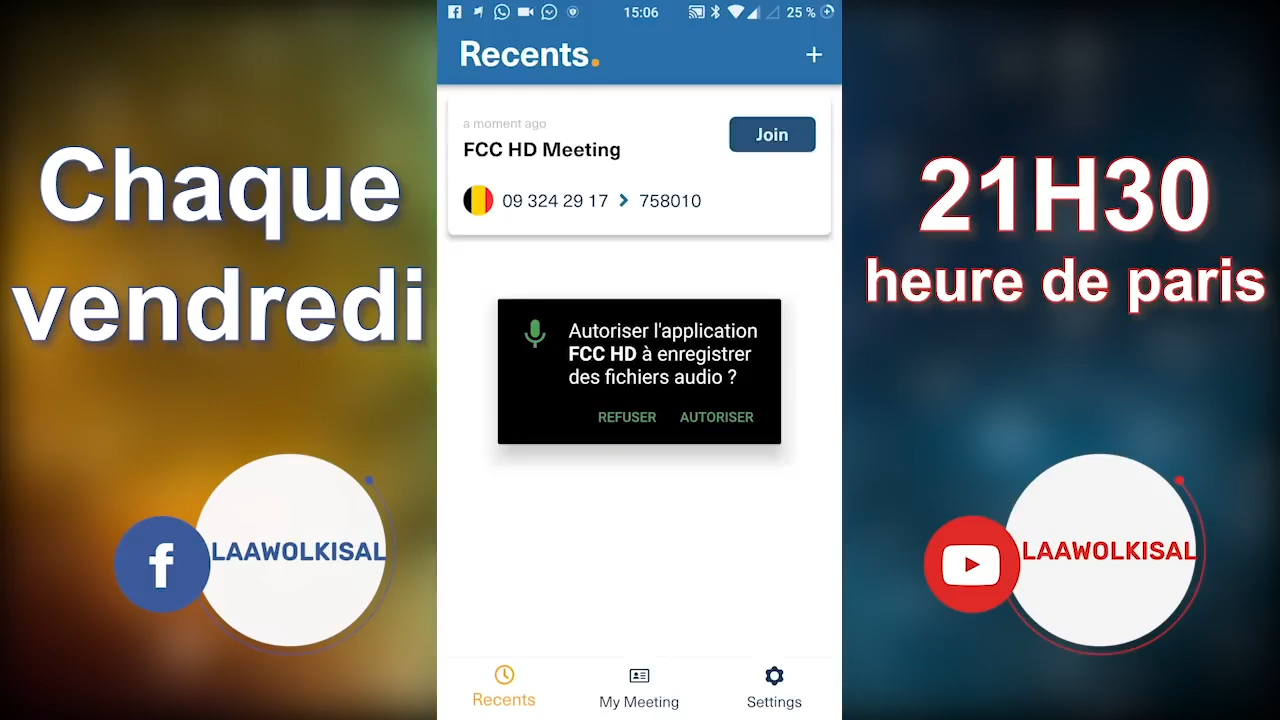 Chaque
vendredi
LAAWOLKISAL
15:06
25 %
Recents.
a moment ago
FCC HD Meeting
Join
09 324 29 17 > 758010
Autoriser l'application
FCC HD à enregistrer
des fichiers audio ?
REFUSER AUTORISER
Recents
My Meeting
Settings
21H30
heure de paris
LAAWOLKISAL